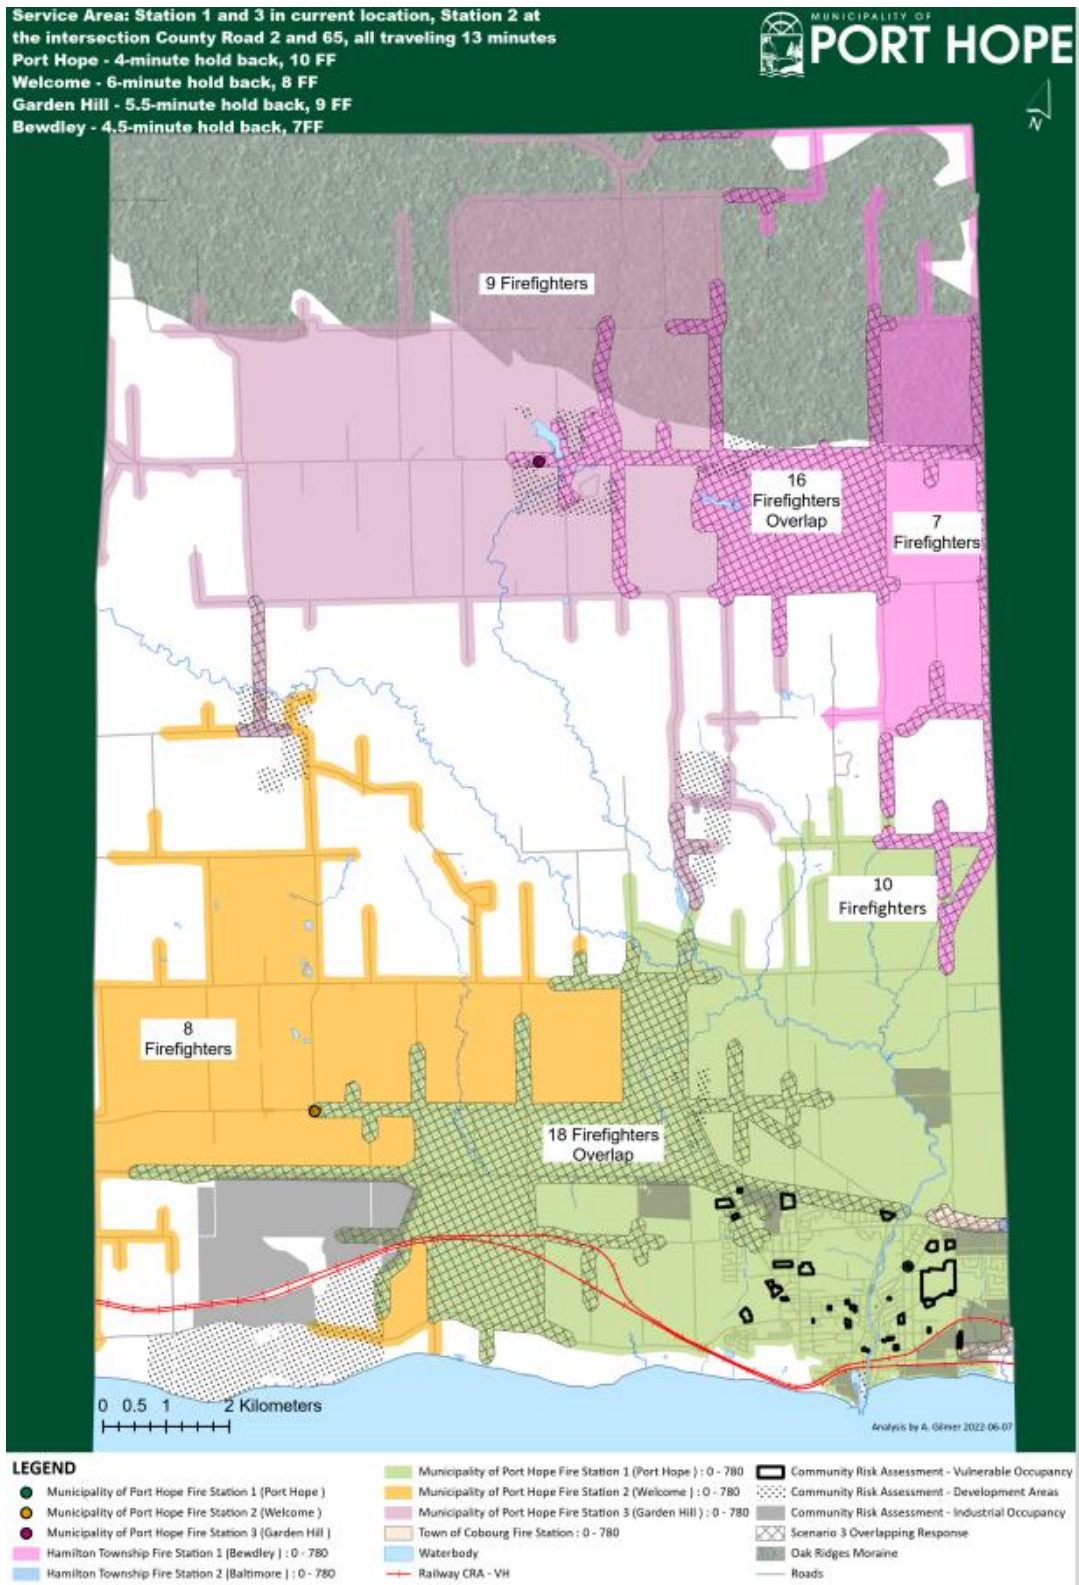 Service Area: Station 1 and 3 in current location, Station 2 at
the intersection County Road 2 and 65, all traveling 13 minutes
Port Hope - 4-minute hold back, 10 FF
Welcome - 6-minute hold back, 8 FF
Garden Hill - 5.5-minute hold back, 9 FF
Bewdley - 4.5-minute hold back, 7FF
MUNICIPALITY OF
PORT HOPE
N
9 Firefighters
16
Firefighters
Overlap
7
Firefighters
10
Firefighters
8
Firefighters
18 Firefighters
Overlap
0 0.5 1 2 Kilometers
Analysis by A. Gilmer 2022-06-07
LEGEND
Municipality of Port Hope Fire Station 1 (Port Hope )
Municipality of Port Hope Fire Station 2 (Welcome )
Municipality of Port Hope Fire Station 3 (Garden Hill )
Hamilton Township Fire Station 1 (Bewdley ) : 0 - 780
Hamilton Township Fire Station 2 (Baltimore ) : 0 - 780
Municipality of Port Hope Fire Station 1 (Port Hope ) : 0 - 780
Municipality of Port Hope Fire Station 2 (Welcome ) : 0 - 780
Municipality of Port Hope Fire Station 3 (Garden Hill ) : 0 - 780
Town of Cobourg Fire Station : 0 - 780
Waterbody
Railway CRA - VH
Community Risk Assessment - Vulnerable Occupancy
Community Risk Assessment - Development Areas
Community Risk Assessment - Industrial Occupancy
Scenario 3 Overlapping Response
Oak Ridges Moraine
Roads